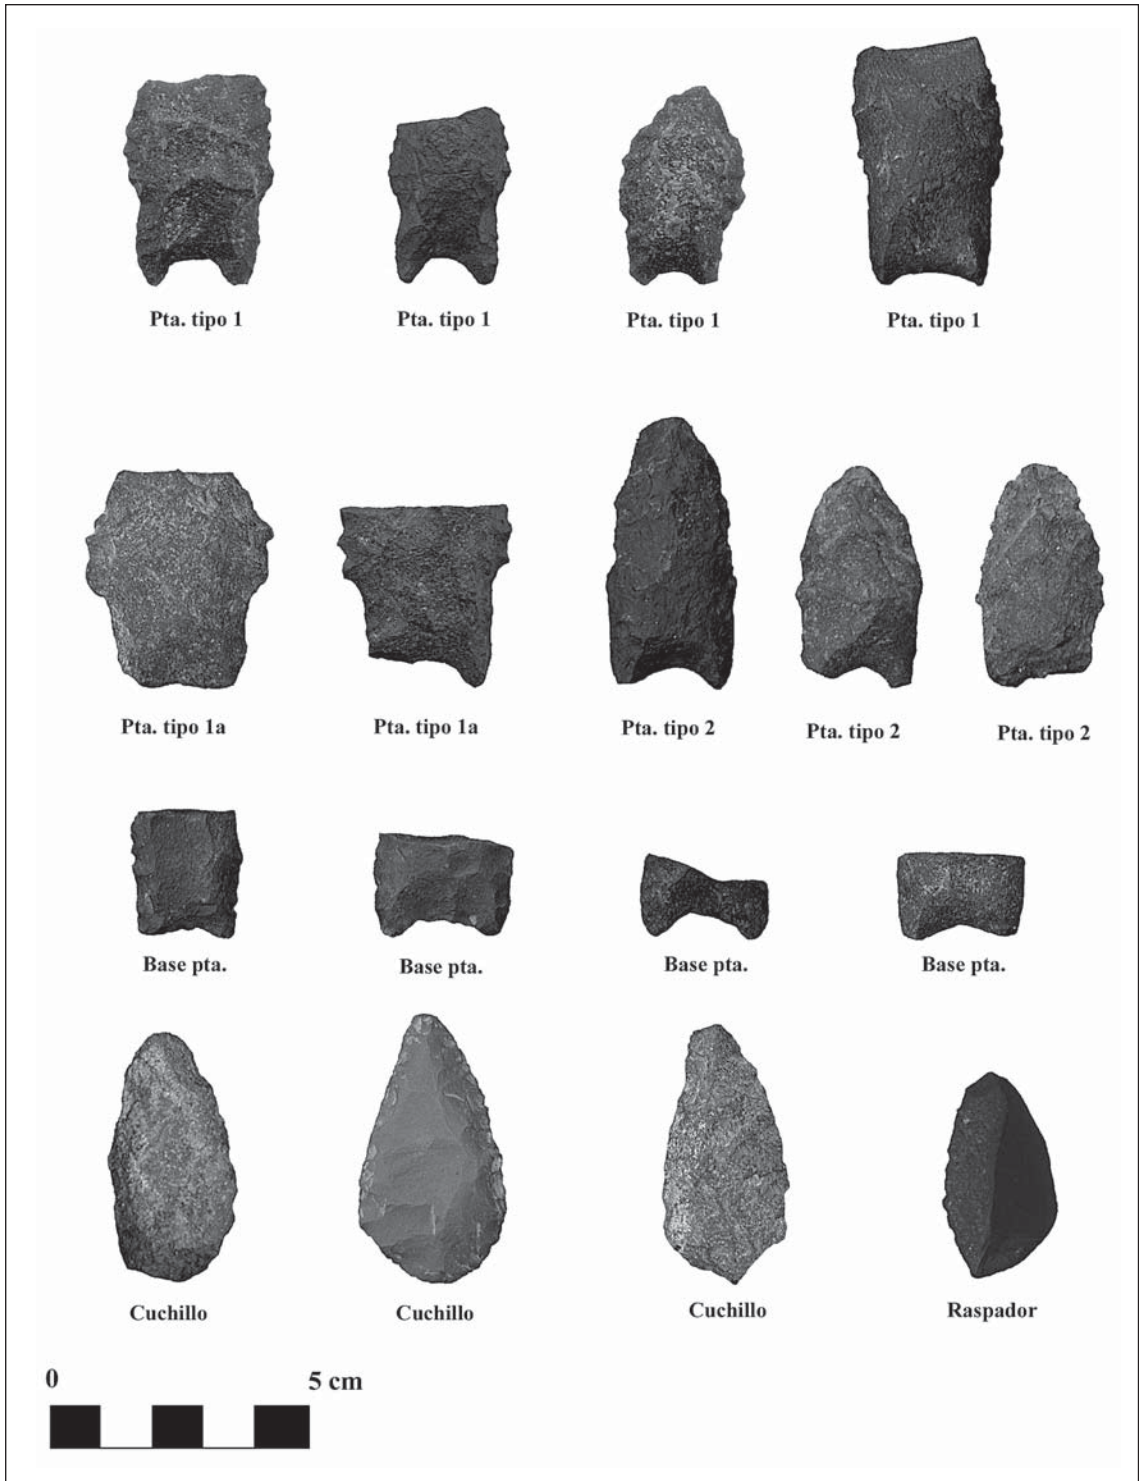 Pta. tipo 1 Pta. tipo 1 Pta. tipo 1 Pta. tipo 1
Pta. tipo 1a Pta. tipo 1a Pta. tipo 2 Pta. tipo 2 Pta. tipo 2
Base pta. Base pta. Base pta. Base pta.
Cuchillo Cuchillo Cuchillo Raspador
0 5 cm